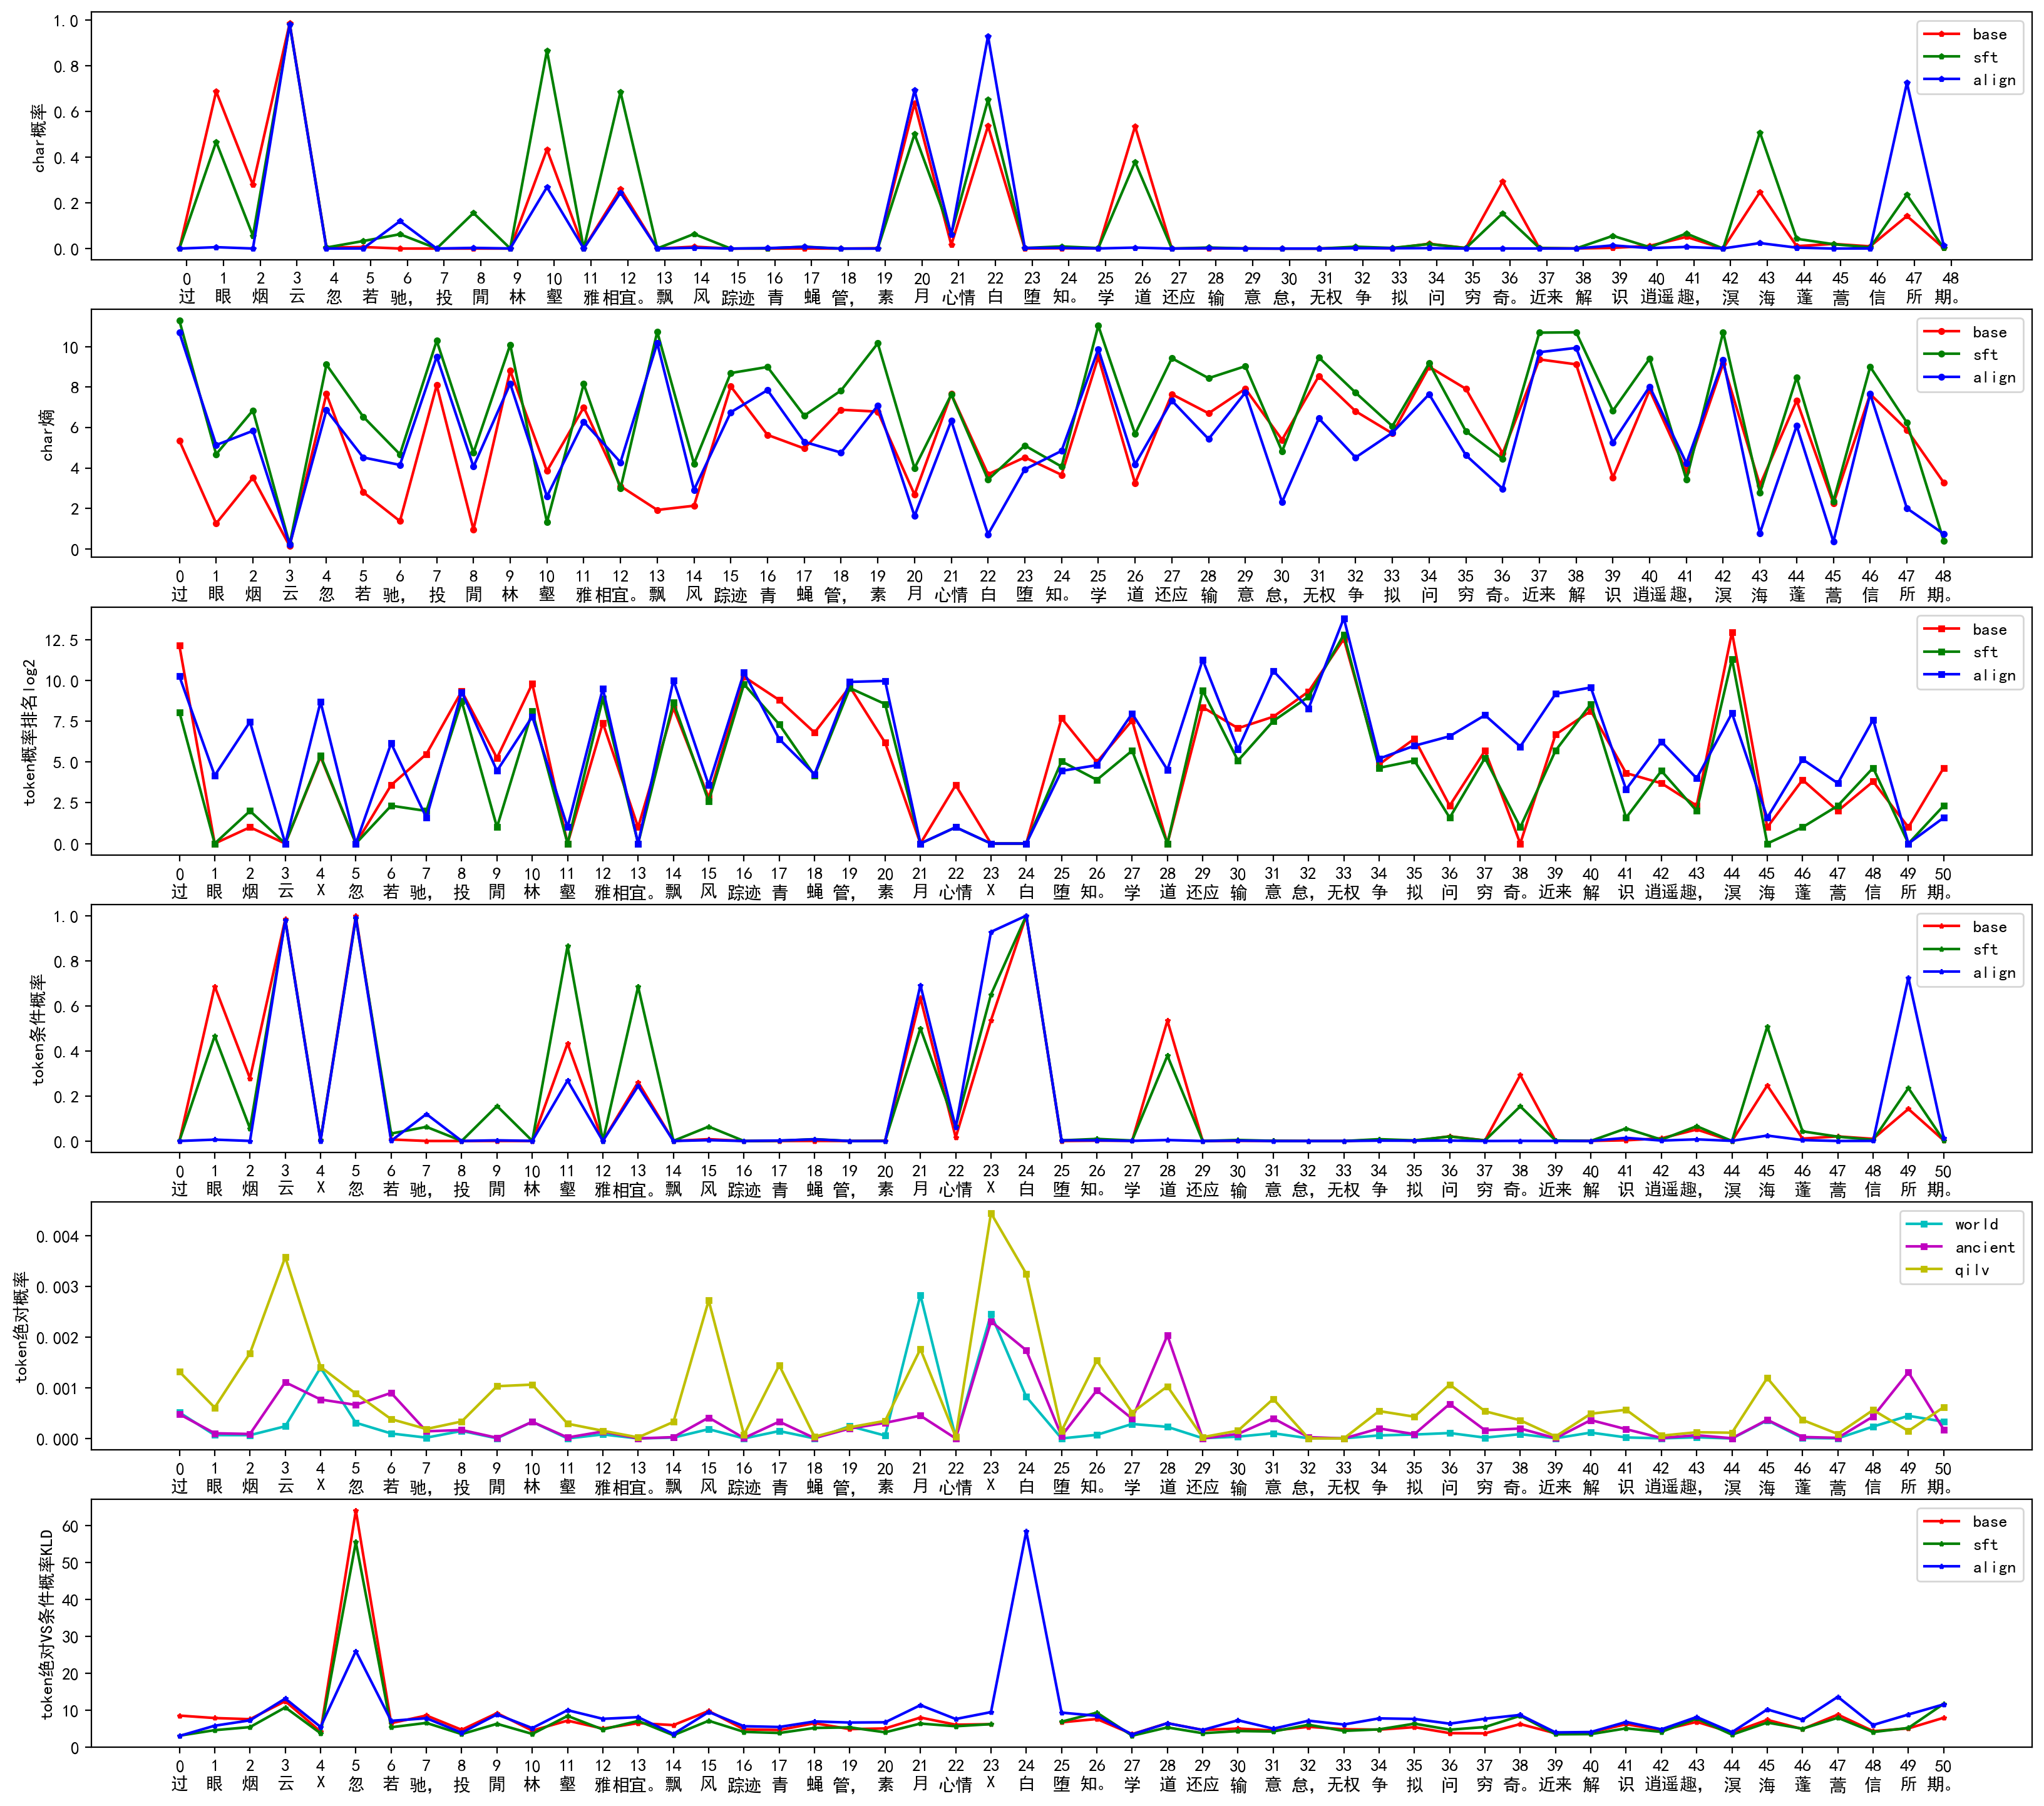 char概率
1.0
0.8
0.6
0.4
0.2
0.0
base
sft
align
0 1 2 3 4 5 6 7 8 9 10 11 12 13 14 15 16 17 18 19 20 21 22 23 24 25 26 27 28 29 30 31 32 33 34 35 36 37 38 39 40 41 42 43 44 45 46 47 48
过 眼 烟 云 忽 若 驰, 投 閒 林 壑 雅 相宜。 飘 风 踪迹 青 蝇 管, 素 月 心情 白 堕 知。 学 道 还应 输 意 怠, 无权 争 拟 问 穷 奇。 近来 解 识 逍遥 趣, 溟 海 蓬 蒿 信 所 期。
char熵
10
8
6
4
2
0
base
sft
align
0 1 2 3 4 5 6 7 8 9 10 11 12 13 14 15 16 17 18 19 20 21 22 23 24 25 26 27 28 29 30 31 32 33 34 35 36 37 38 39 40 41 42 43 44 45 46 47 48
过 眼 烟 云 忽 若 驰, 投 閒 林 壑 雅 相宜。 飘 风 踪迹 青 蝇 管, 素 月 心情 白 堕 知。 学 道 还应 输 意 怠, 无权 争 拟 问 穷 奇。 近来 解 识 逍遥 趣, 溟 海 蓬 蒿 信 所 期。
token概率排名log2
12.5
10.0
7.5
5.0
2.5
0.0
base
sft
align
0 1 2 3 4 5 6 7 8 9 10 11 12 13 14 15 16 17 18 19 20 21 22 23 24 25 26 27 28 29 30 31 32 33 34 35 36 37 38 39 40 41 42 43 44 45 46 47 48 49 50
过 眼 烟 云 X 忽 若 驰, 投 閒 林 壑 雅 相宜。 飘 风 踪迹 青 蝇 管, 素 月 心情 X 白 堕 知。 学 道 还应 输 意 怠, 无权 争 拟 问 穷 奇。 近来 解 识 逍遥 趣, 溟 海 蓬 蒿 信 所 期。
token条件概率
1.0
0.8
0.6
0.4
0.2
0.0
base
sft
align
0 1 2 3 4 5 6 7 8 9 10 11 12 13 14 15 16 17 18 19 20 21 22 23 24 25 26 27 28 29 30 31 32 33 34 35 36 37 38 39 40 41 42 43 44 45 46 47 48 49 50
过 眼 烟 云 X 忽 若 驰, 投 閒 林 壑 雅 相宜。 飘 风 踪迹 青 蝇 管, 素 月 心情 X 白 堕 知。 学 道 还应 输 意 怠, 无权 争 拟 问 穷 奇。 近来 解 识 逍遥 趣, 溟 海 蓬 蒿 信 所 期。
token绝对概率
0.004
0.003
0.002
0.001
0.000
world
ancient
qilv
0 1 2 3 4 5 6 7 8 9 10 11 12 13 14 15 16 17 18 19 20 21 22 23 24 25 26 27 28 29 30 31 32 33 34 35 36 37 38 39 40 41 42 43 44 45 46 47 48 49 50
过 眼 烟 云 X 忽 若 驰, 投 閒 林 壑 雅 相宜。 飘 风 踪迹 青 蝇 管, 素 月 心情 X 白 堕 知。 学 道 还应 输 意 怠, 无权 争 拟 问 穷 奇。 近来 解 识 逍遥 趣, 溟 海 蓬 蒿 信 所 期。
token绝对VS条件概率KLD
60
50
40
30
20
10
0
base
sft
align
0 1 2 3 4 5 6 7 8 9 10 11 12 13 14 15 16 17 18 19 20 21 22 23 24 25 26 27 28 29 30 31 32 33 34 35 36 37 38 39 40 41 42 43 44 45 46 47 48 49 50
过 眼 烟 云 X 忽 若 驰, 投 閒 林 壑 雅 相宜。 飘 风 踪迹 青 蝇 管, 素 月 心情 X 白 堕 知。 学 道 还应 输 意 怠, 无权 争 拟 问 穷 奇。 近来 解 识 逍遥 趣, 溟 海 蓬 蒿 信 所 期。